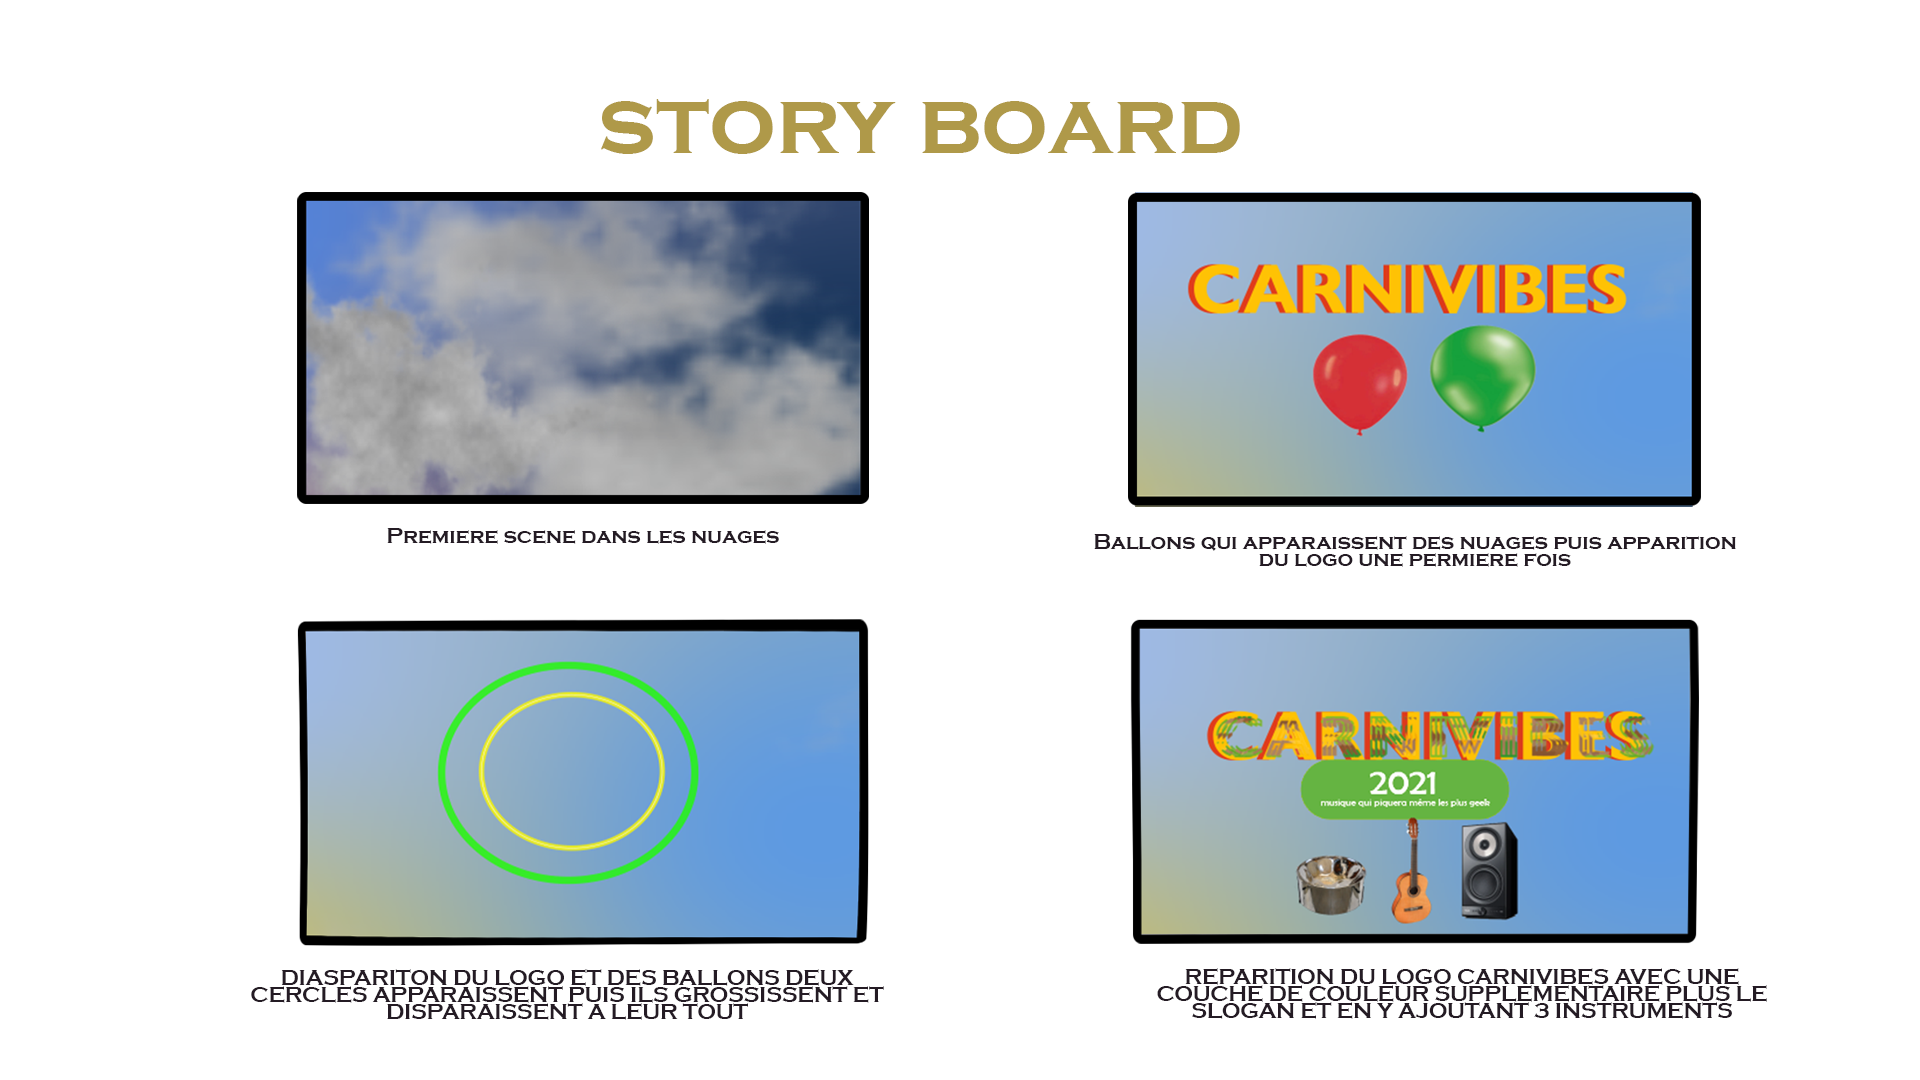 STORY BOARD
PREMIERE SCENE DANS LES NUAGES
CARNIVIBES
BALLONS QUI APPARAISSENT DES NUAGES PUIS APPARITION
DU LOGO UNE PERMIERE FOIS
DIASPARITON DU LOGO ET DES BALLONS DEUX
CERCLES APPARAISSENT PUIS ILS GROSSISSENT ET
DISPARAISSENT A LEUR TOUT
CARNIVIBES
2021
musique qui piquera même les plus geek
REPARITION DU LOGO CARNIVIBES AVEC UNE
COUCHE DE COULEUR SUPPLEMENTAIRE PLUS LE
SLOGAN ET EN Y AJOUTANT 3 INSTRUMENTS